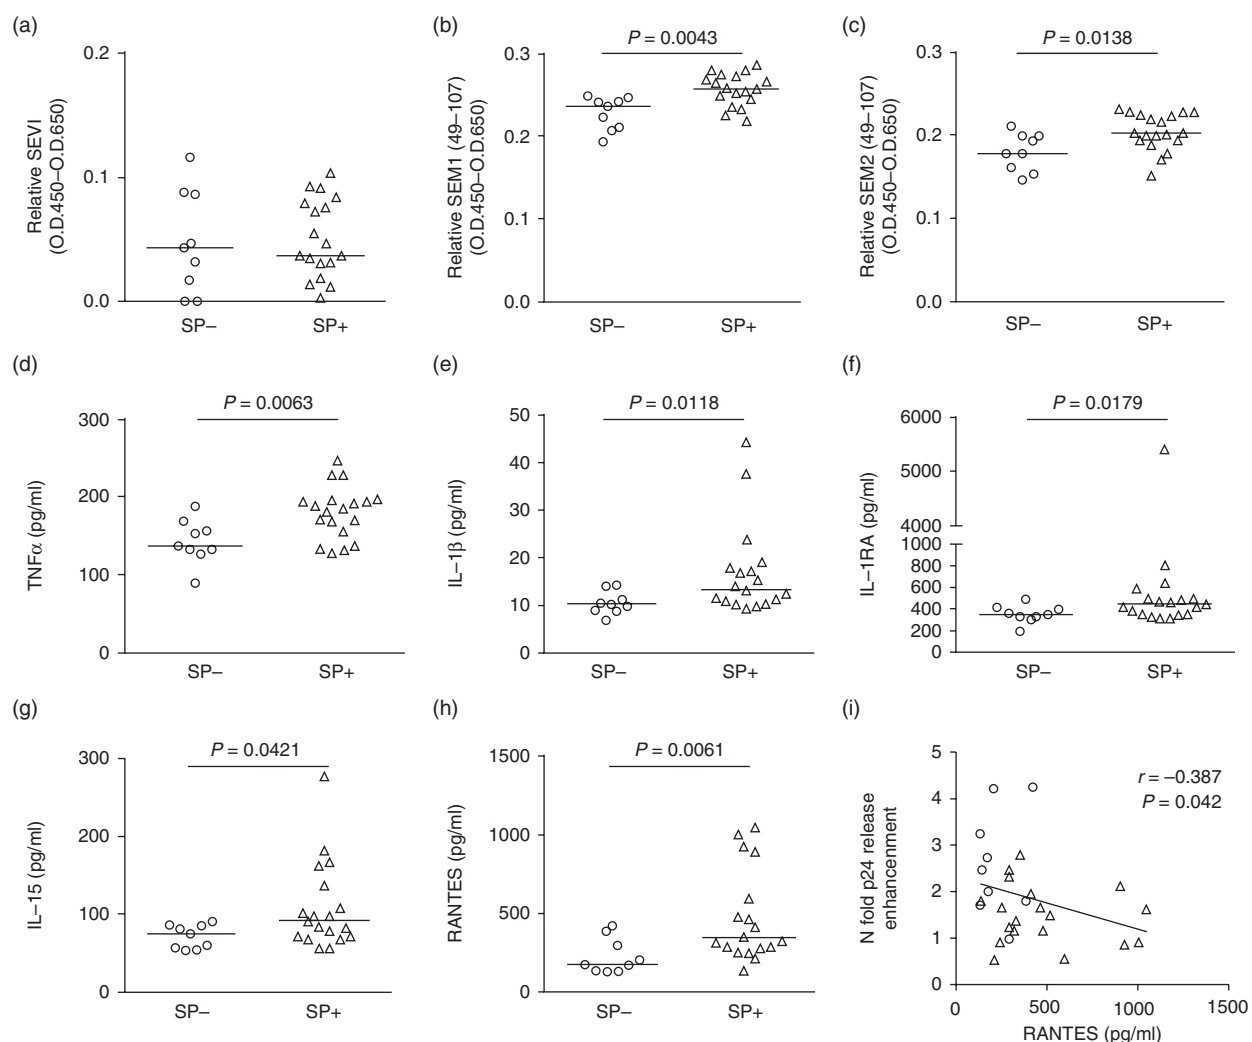 (a)
0.2
0.1
0.0
Relative SEVI
(O.D.450–O.D.650)
SP–
SP+
(b)
P = 0.0043
0.3
0.2
0.1
0.0
Relative SEM1 (49–107)
(O.D.450–O.D.650)
SP–
SP+
(c)
P = 0.0138
0.3
0.2
0.1
0.0
Relative SEM2 (49–107)
(O.D.450–O.D.650)
SP–
SP+
(d)
P = 0.0063
300
200
100
0
TNFα (pg/ml)
SP–
SP+
(e)
P = 0.0118
50
40
30
20
10
0
IL–1β (pg/ml)
SP–
SP+
(f)
P = 0.0179
6000
5000
4000
1000
800
600
400
200
0
IL–1RA (pg/ml)
SP–
SP+
(g)
P = 0.0421
300
200
100
0
IL–15 (pg/ml)
SP–
SP+
(h)
P = 0.0061
1500
1000
500
0
RANTES (pg/ml)
SP–
SP+
(i)
r = –0.387
P = 0.042
5
4
3
2
1
0
N fold p24 release
enhancenment
0
500
1000
1500
RANTES (pg/ml)